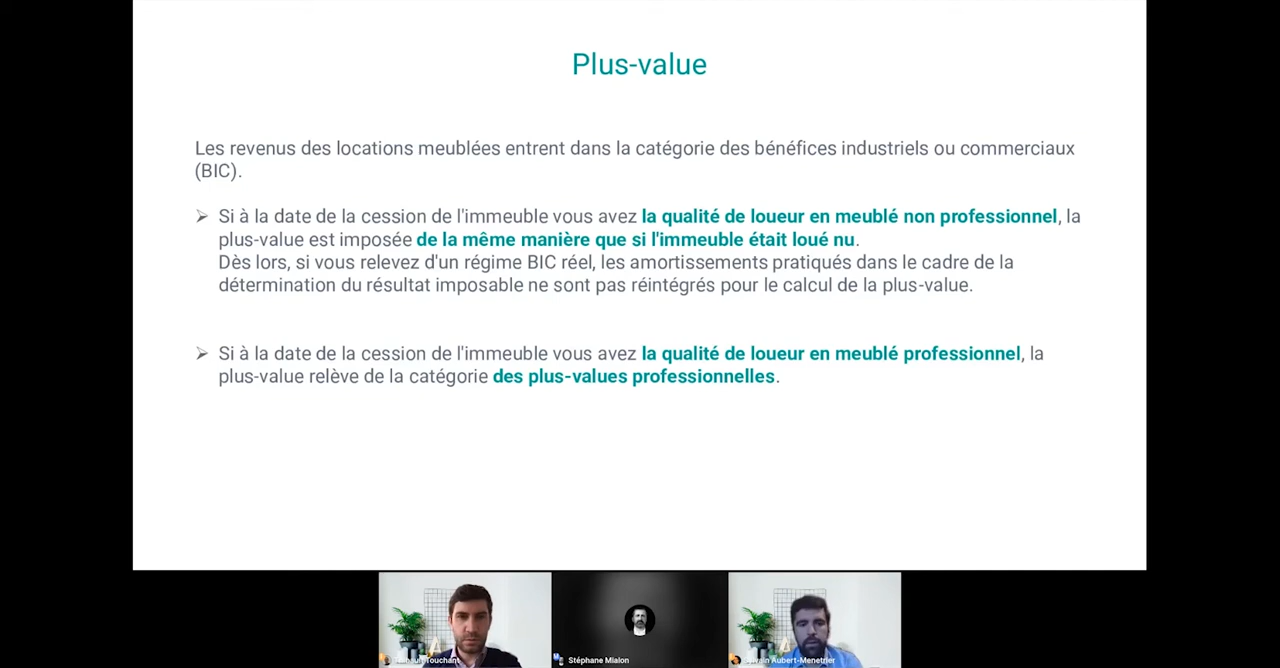 Plus-value
Les revenus des locations meublées entrent dans la catégorie des bénéfices industriels ou commerciaux
(BIC).
➢ Si à la date de la cession de l'immeuble vous avez la qualité de loueur en meublé non professionnel, la
plus-value est imposée de la même manière que si l'immeuble était loué nu.
Dès lors, si vous relevez d'un régime BIC réel, les amortissements pratiqués dans le cadre de la
détermination du résultat imposable ne sont pas réintégrés pour le calcul de la plus-value.
➢ Si à la date de la cession de l'immeuble vous avez la qualité de loueur en meublé professionnel, la
plus-value relève de la catégorie des plus-values professionnelles.
Touchant
Stéphane Mialon
Aubert-Menetrier